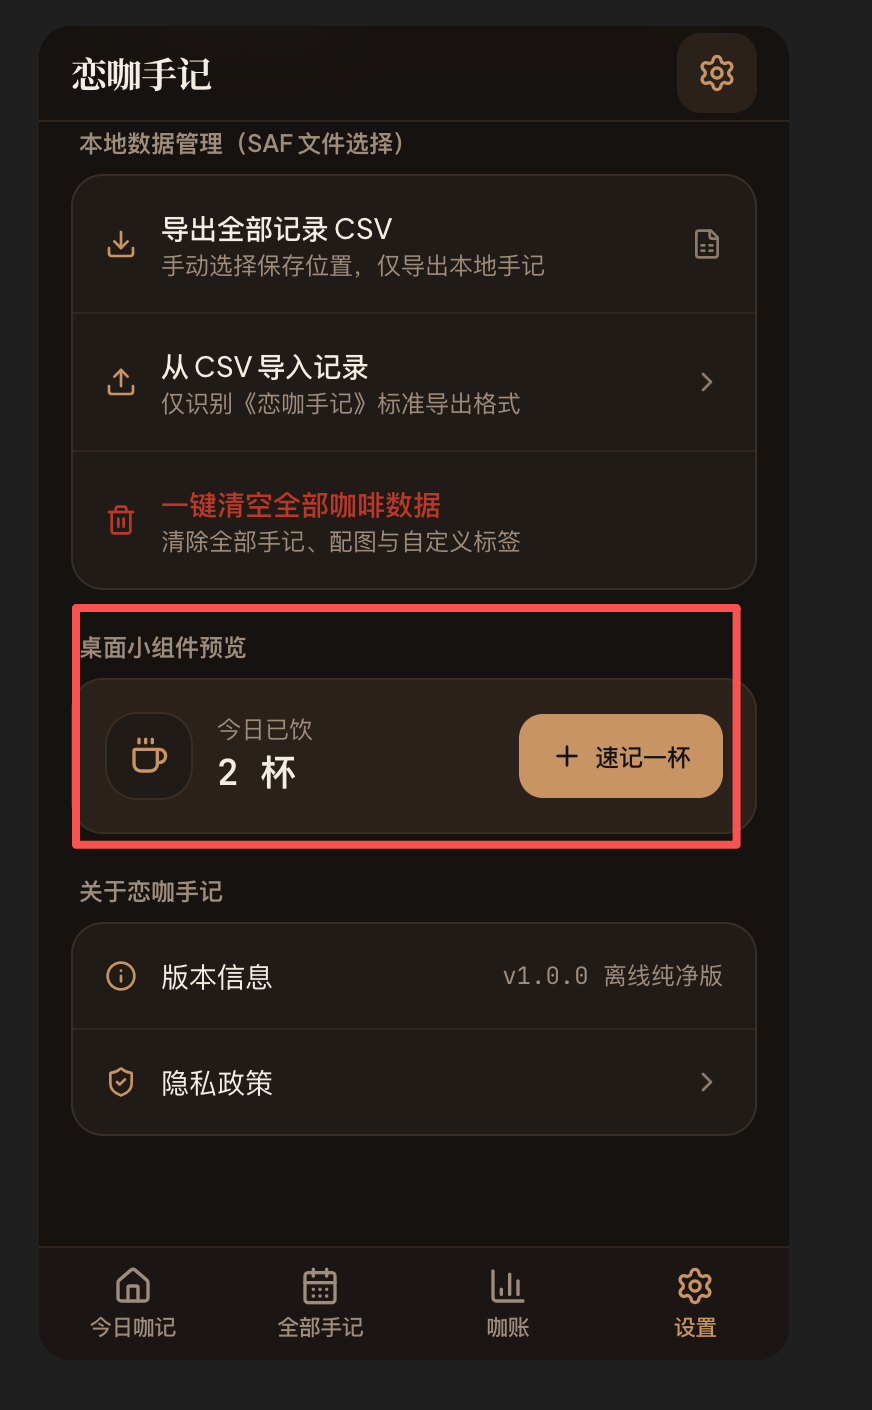 恋咖手记
本地数据管理（SAF 文件选择）
导出全部记录 CSV
手动选择保存位置，仅导出本地手记
从 CSV 导入记录
仅识别《恋咖手记》标准导出格式
一键清空全部咖啡数据
清除全部手记、配图与自定义标签
桌面小组件预览
今日已饮
2 杯
速记一杯
关于恋咖手记
版本信息
v1.0.0 离线纯净版
隐私政策
今日咖记
全部手记
咖账
设置